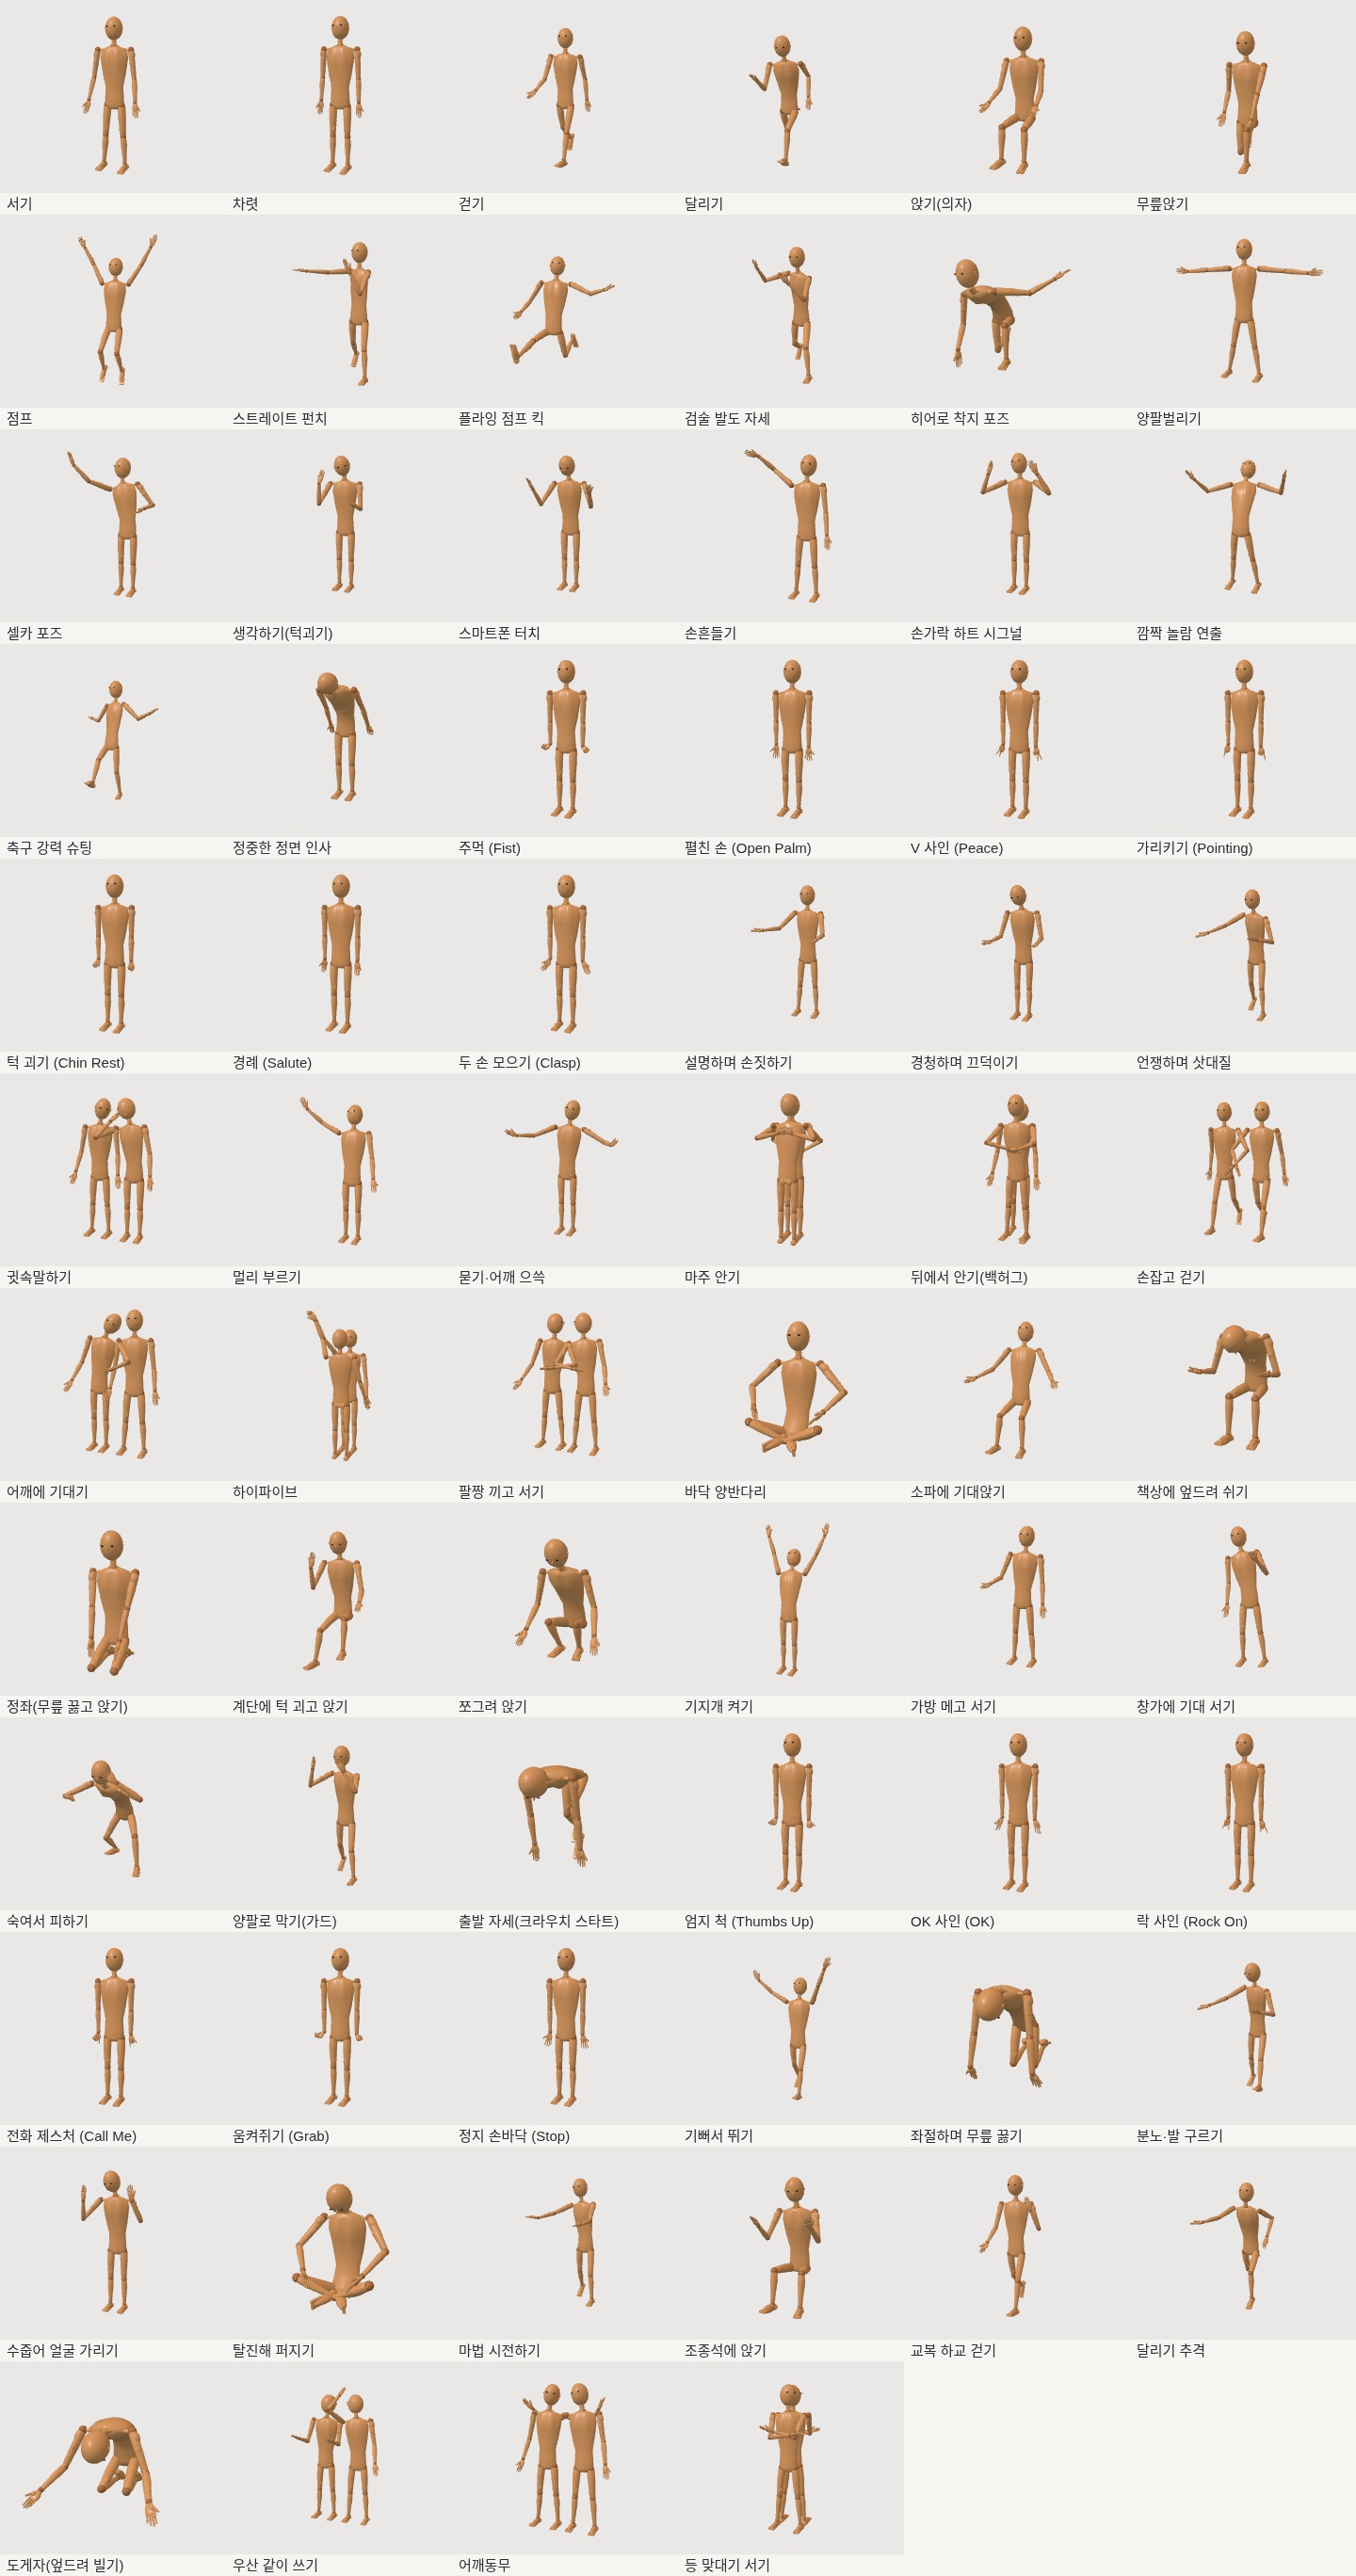 서기
차렷
걷기
달리기
앉기(의자)
무릎앉기
점프
스트레이트 펀치
플라잉 점프 킥
검술 발도 자세
히어로 착지 포즈
양팔벌리기
셀카 포즈
생각하기(턱괴기)
스마트폰 터치
손흔들기
손가락 하트 시그널
깜짝 놀람 연출
축구 강력 슈팅
정중한 정면 인사
주먹 (Fist)
펼친 손 (Open Palm)
V 사인 (Peace)
가리키기 (Pointing)
턱 괴기 (Chin Rest)
경례 (Salute)
두 손 모으기 (Clasp)
설명하며 손짓하기
경청하며 끄덕이기
언쟁하며 삿대질
귓속말하기
멀리 부르기
묻기·어깨 으쓱
마주 안기
뒤에서 안기(백허그)
손잡고 걷기
어깨에 기대기
하이파이브
팔짱 끼고 서기
바닥 양반다리
소파에 기대앉기
책상에 엎드려 쉬기
정좌(무릎 꿇고 앉기)
계단에 턱 괴고 앉기
쪼그려 앉기
기지개 켜기
가방 메고 서기
창가에 기대 서기
숙여서 피하기
양팔로 막기(가드)
출발 자세(크라우치 스타트)
엄지 척 (Thumbs Up)
OK 사인 (OK)
락 사인 (Rock On)
전화 제스처 (Call Me)
움켜쥐기 (Grab)
정지 손바닥 (Stop)
기뻐서 뛰기
좌절하며 무릎 꿇기
분노·발 구르기
수줍어 얼굴 가리기
탈진해 퍼지기
마법 시전하기
조종석에 앉기
교복 하교 걷기
달리기 추격
도게자(엎드려 빌기)
우산 같이 쓰기
어깨동무
등 맞대기 서기